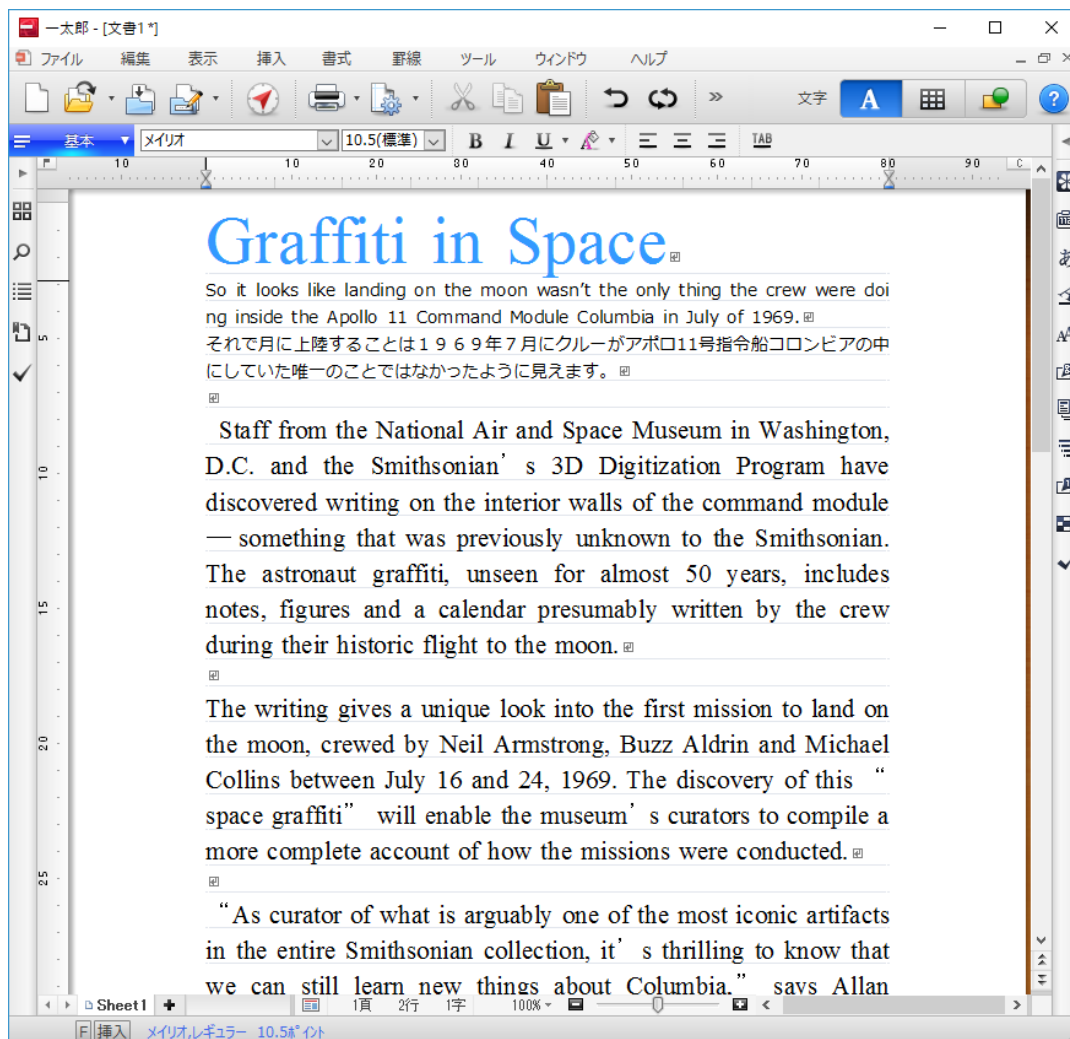 一太郎 - [文書1 *]
ファイル 編集 表示 挿入 書式 罫線 ツール ウィンドウ ヘルプ
文字 A
基本 メイリオ 10.5(標準) B I U TAB
10 10 20 30 40 50 60 70 80 90 C
Graffiti in Space
So it looks like landing on the moon wasn't the only thing the crew were doi
ng inside the Apollo 11 Command Module Columbia in July of 1969.
それで月に上陸することは１９６９年７月にクルーがアポロ11号指令船コロンビアの中
にしていた唯一のことではなかったように見えます。
Staff from the National Air and Space Museum in Washington,
D.C. and the Smithsonian’ s 3D Digitization Program have
discovered writing on the interior walls of the command module
— something that was previously unknown to the Smithsonian.
The astronaut graffiti, unseen for almost 50 years, includes
notes, figures and a calendar presumably written by the crew
during their historic flight to the moon.
The writing gives a unique look into the first mission to land on
the moon, crewed by Neil Armstrong, Buzz Aldrin and Michael
Collins between July 16 and 24, 1969. The discovery of this “
space graffiti” will enable the museum’ s curators to compile a
more complete account of how the missions were conducted.
“As curator of what is arguably one of the most iconic artifacts
in the entire Smithsonian collection, it’ s thrilling to know that
we can still learn new things about Columbia,” says Allan
5
10
15
20
25
Sheet1 1頁 2行 1字 100%
F 挿入 メイリオ,レギュラー 10.5ﾎﾟｲﾝﾄ